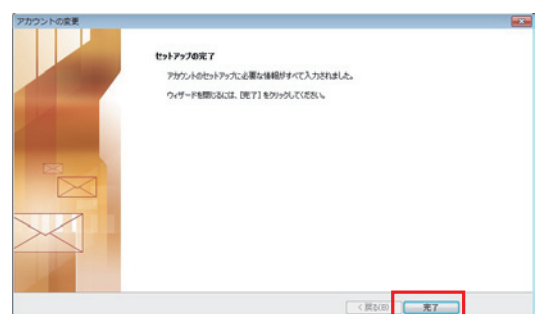 アカウントの変更
セットアップの完了
アカウントのセットアップに必要な情報がすべて入力されました。
ウィザードを閉じるには、[完了] をクリックしてください。
< 戻る(B)
完了